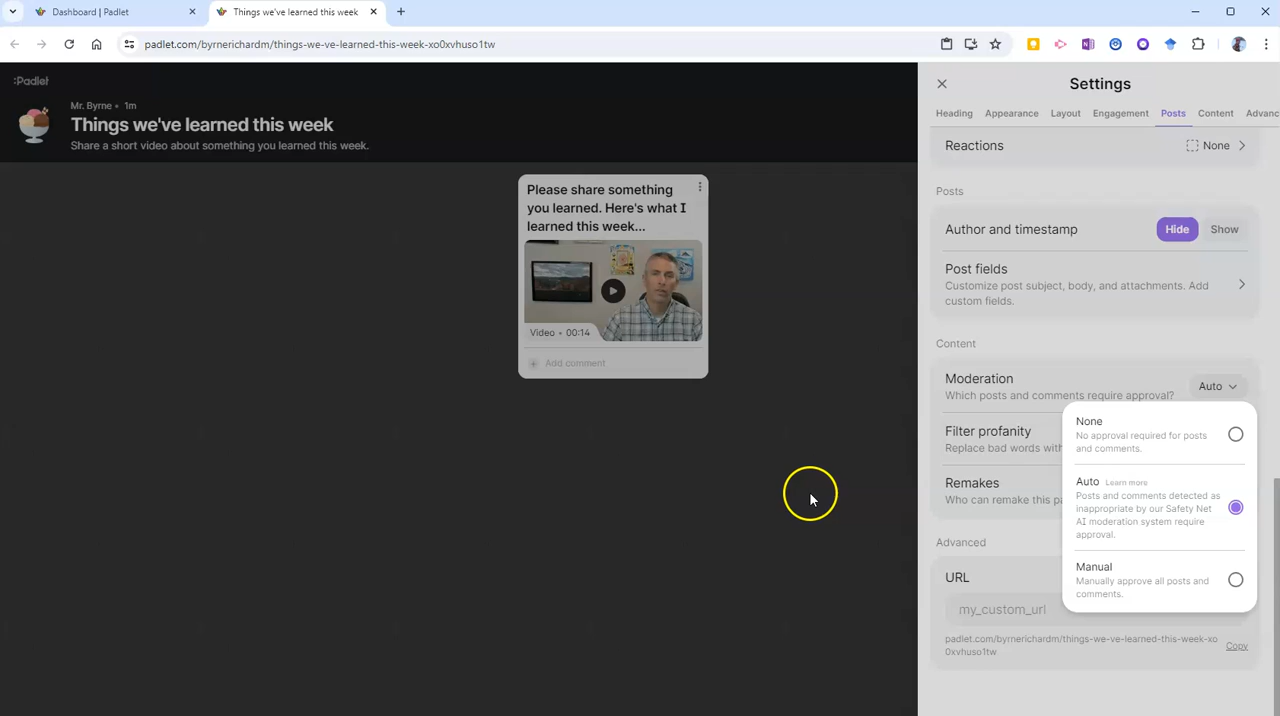 Dashboard | Padlet
Things we've learned this week
padlet.com/byrnerichardm/things-we-ve-learned-this-week-xo0xvhuso1tw
:Padlet
Mr. Byrne • 1m
Things we've learned this week
Share a short video about something you learned this week.
Please share something
you learned. Here's what I
learned this week...
Video • 00:14
Add comment
Settings
Heading Appearance Layout Engagement Posts Content Advanc
Reactions None
Posts
Author and timestamp Hide Show
Post fields
Customize post subject, body, and attachments. Add
custom fields.
Content
Moderation Auto
Which posts and comments require approval?
Filter profanity
Replace bad words with
Remakes
Who can remake this pa
None
No approval required for posts
and comments.
Auto Learn more
Posts and comments detected as
inappropriate by our Safety Net
AI moderation system require
approval.
Manual
Manually approve all posts and
comments.
Advanced
URL
my_custom_url
padlet.com/byrnerichardm/things-we-ve-learned-this-week-xo
0xvhuso1tw Copy